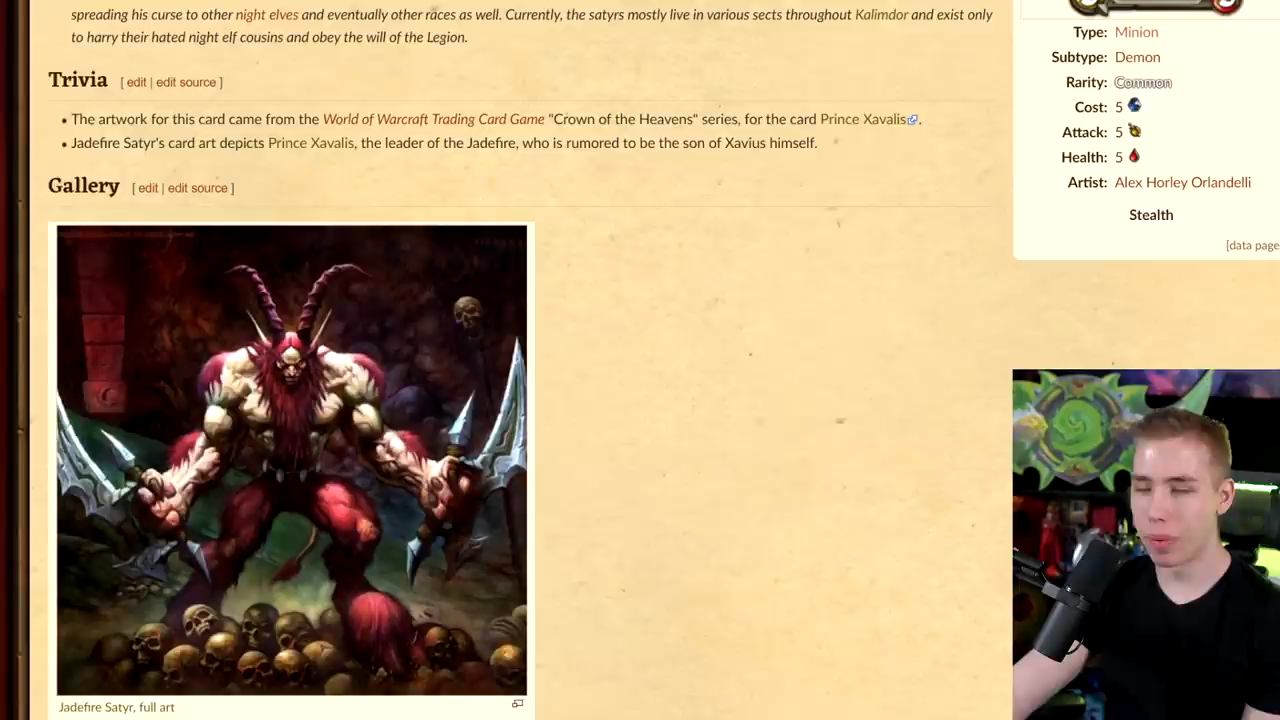 spreading his curse to other night elves and eventually other races as well. Currently, the satyrs mostly live in various sects throughout Kalimdor and exist only
to harry their hated night elf cousins and obey the will of the Legion.
Trivia [ edit | edit source ]
• The artwork for this card came from the World of Warcraft Trading Card Game "Crown of the Heavens" series, for the card Prince Xavalis.
• Jadefire Satyr's card art depicts Prince Xavalis, the leader of the Jadefire, who is rumored to be the son of Xavius himself.
Gallery [ edit | edit source ]
Jadefire Satyr, full art
Type: Minion
Subtype: Demon
Rarity: Common
Cost: 5
Attack: 5
Health: 5
Artist: Alex Horley Orlandelli
Stealth
[data page